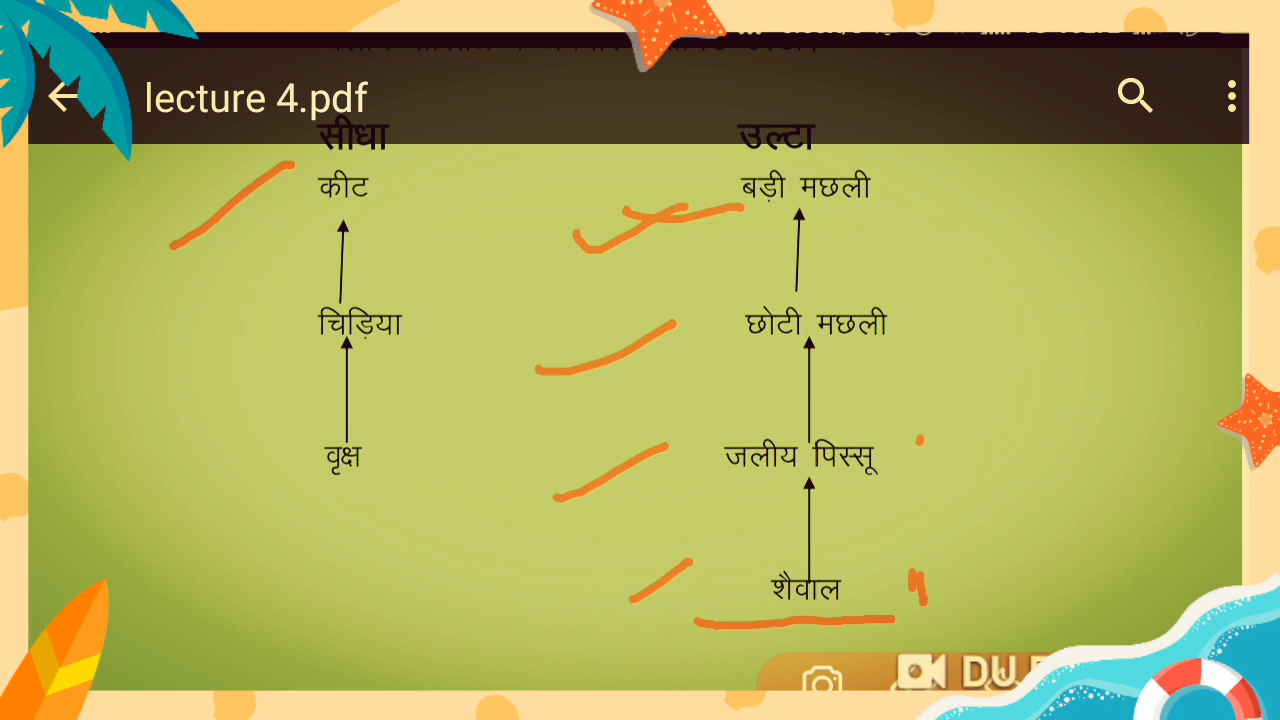 lecture 4.pdf
सीधा उल्टा
कीट बड़ी मछली
चिड़िया छोटी मछली
वृक्ष जलीय पिस्सू
शैवाल